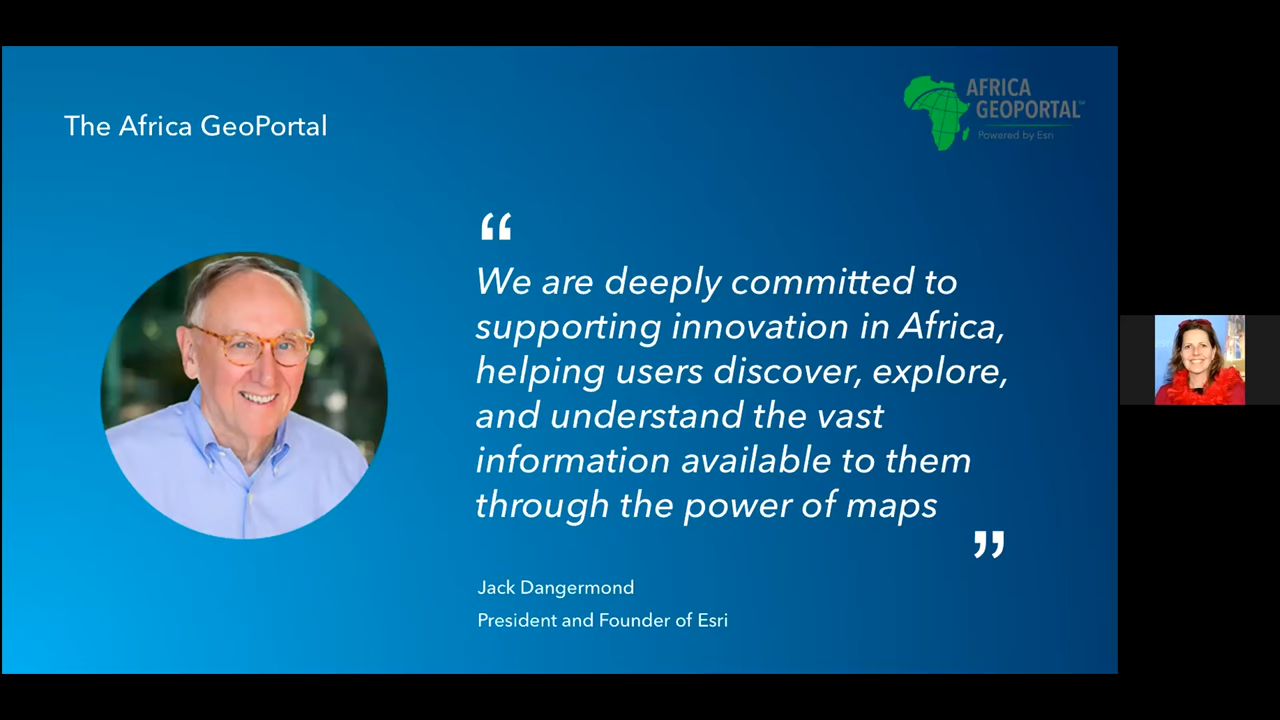 The Africa GeoPortal
AFRICA
GEOPORTAL
Powered by Esri
“
We are deeply committed to
supporting innovation in Africa,
helping users discover, explore,
and understand the vast
information available to them
through the power of maps
”
Jack Dangermond
President and Founder of Esri